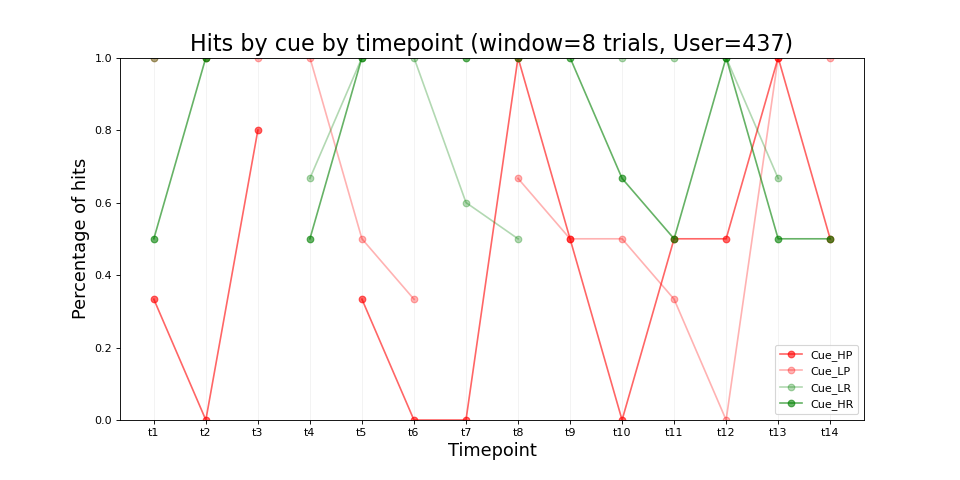 Hits by cue by timepoint (window=8 trials, User=437)
Percentage of hits
1.0
0.8
0.6
0.4
0.2
0.0
t1 t2 t3 t4 t5 t6 t7 t8 t9 t10 t11 t12 t13 t14
Timepoint
Cue_HP
Cue_LP
Cue_LR
Cue_HR